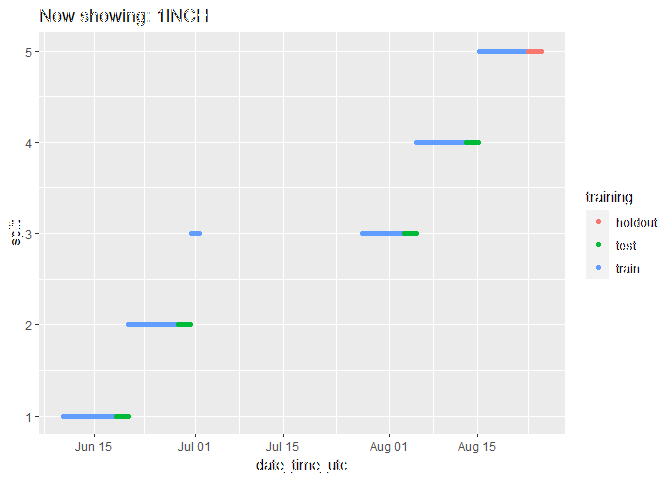 Now showing: 1INCH
5
4
3
2
1
split
Jun 15
Jul 01
Jul 15
Aug 01
Aug 15
date_time_utc
training
holdout
test
train